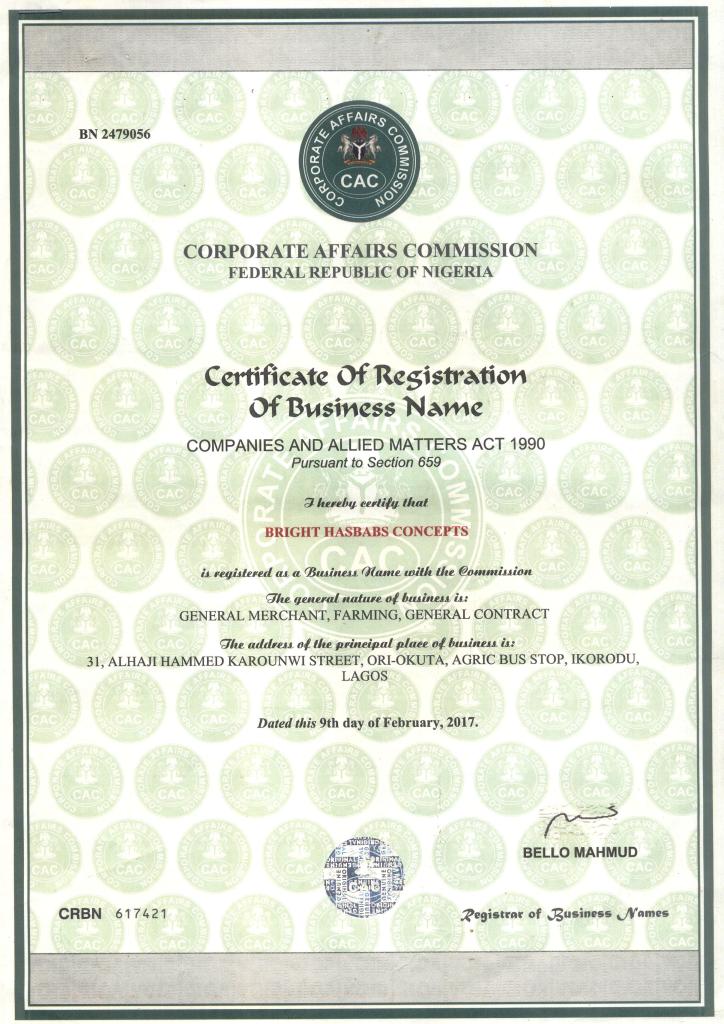 BN 2479056
CORPORATE AFFAIRS COMMISSION
CAC
CORPORATE AFFAIRS COMMISSION
FEDERAL REPUBLIC OF NIGERIA
Certificate Of Registration
Of Business Name
COMPANIES AND ALLIED MATTERS ACT 1990
Pursuant to Section 659
I hereby certify that
BRIGHT HASBABS CONCEPTS
is registered as a Business Name with the Commission
The general nature of business is:
GENERAL MERCHANT, FARMING, GENERAL CONTRACT
The address of the principal place of business is:
31, ALHAJI HAMMED KAROUNWI STREET, ORI-OKUTA, AGRIC BUS STOP, IKORODU,
LAGOS
Dated this 9th day of February, 2017.
BELLO MAHMUD
CRBN 617421
Registrar of Business Names